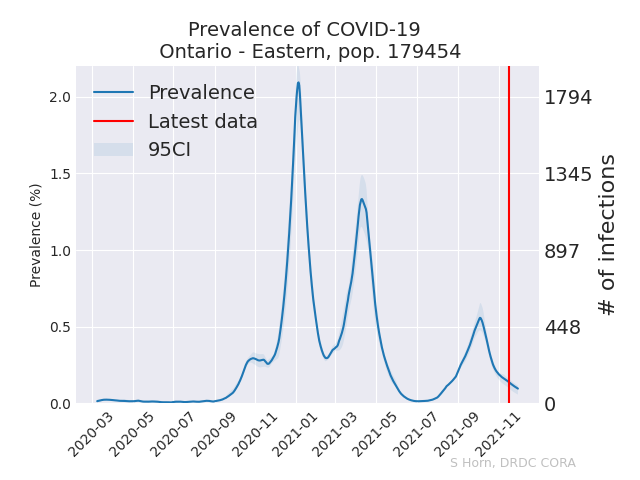 Prevalence of COVID-19
Ontario - Eastern, pop. 179454
Prevalence
Latest data
95CI
Prevalence (%)
2.0
1.5
1.0
0.5
0.0
1794
1345
897
448
0
# of infections
2020-03
2020-05
2020-07
2020-09
2020-11
2021-01
2021-03
2021-05
2021-07
2021-09
2021-11
S Horn, DRDC CORA